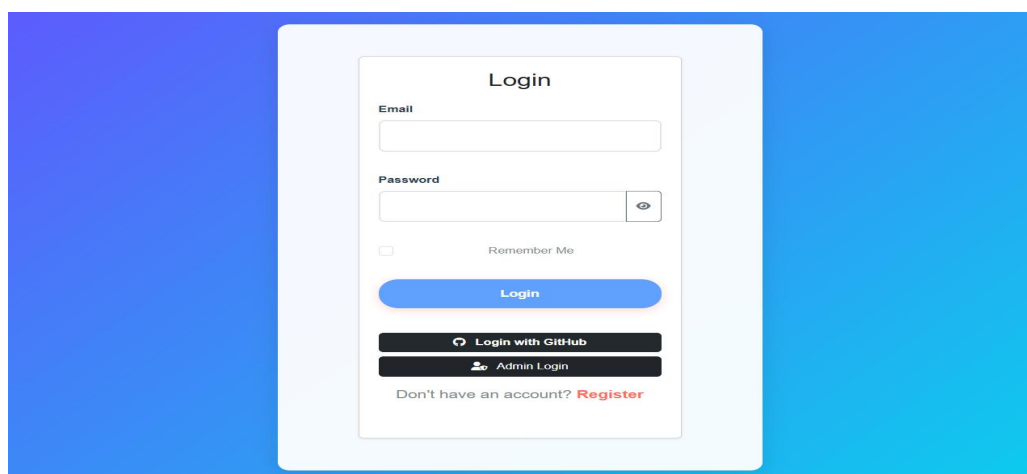 Login
Email
Password
Remember Me
Login
Login with GitHub
Admin Login
Don't have an account? Register